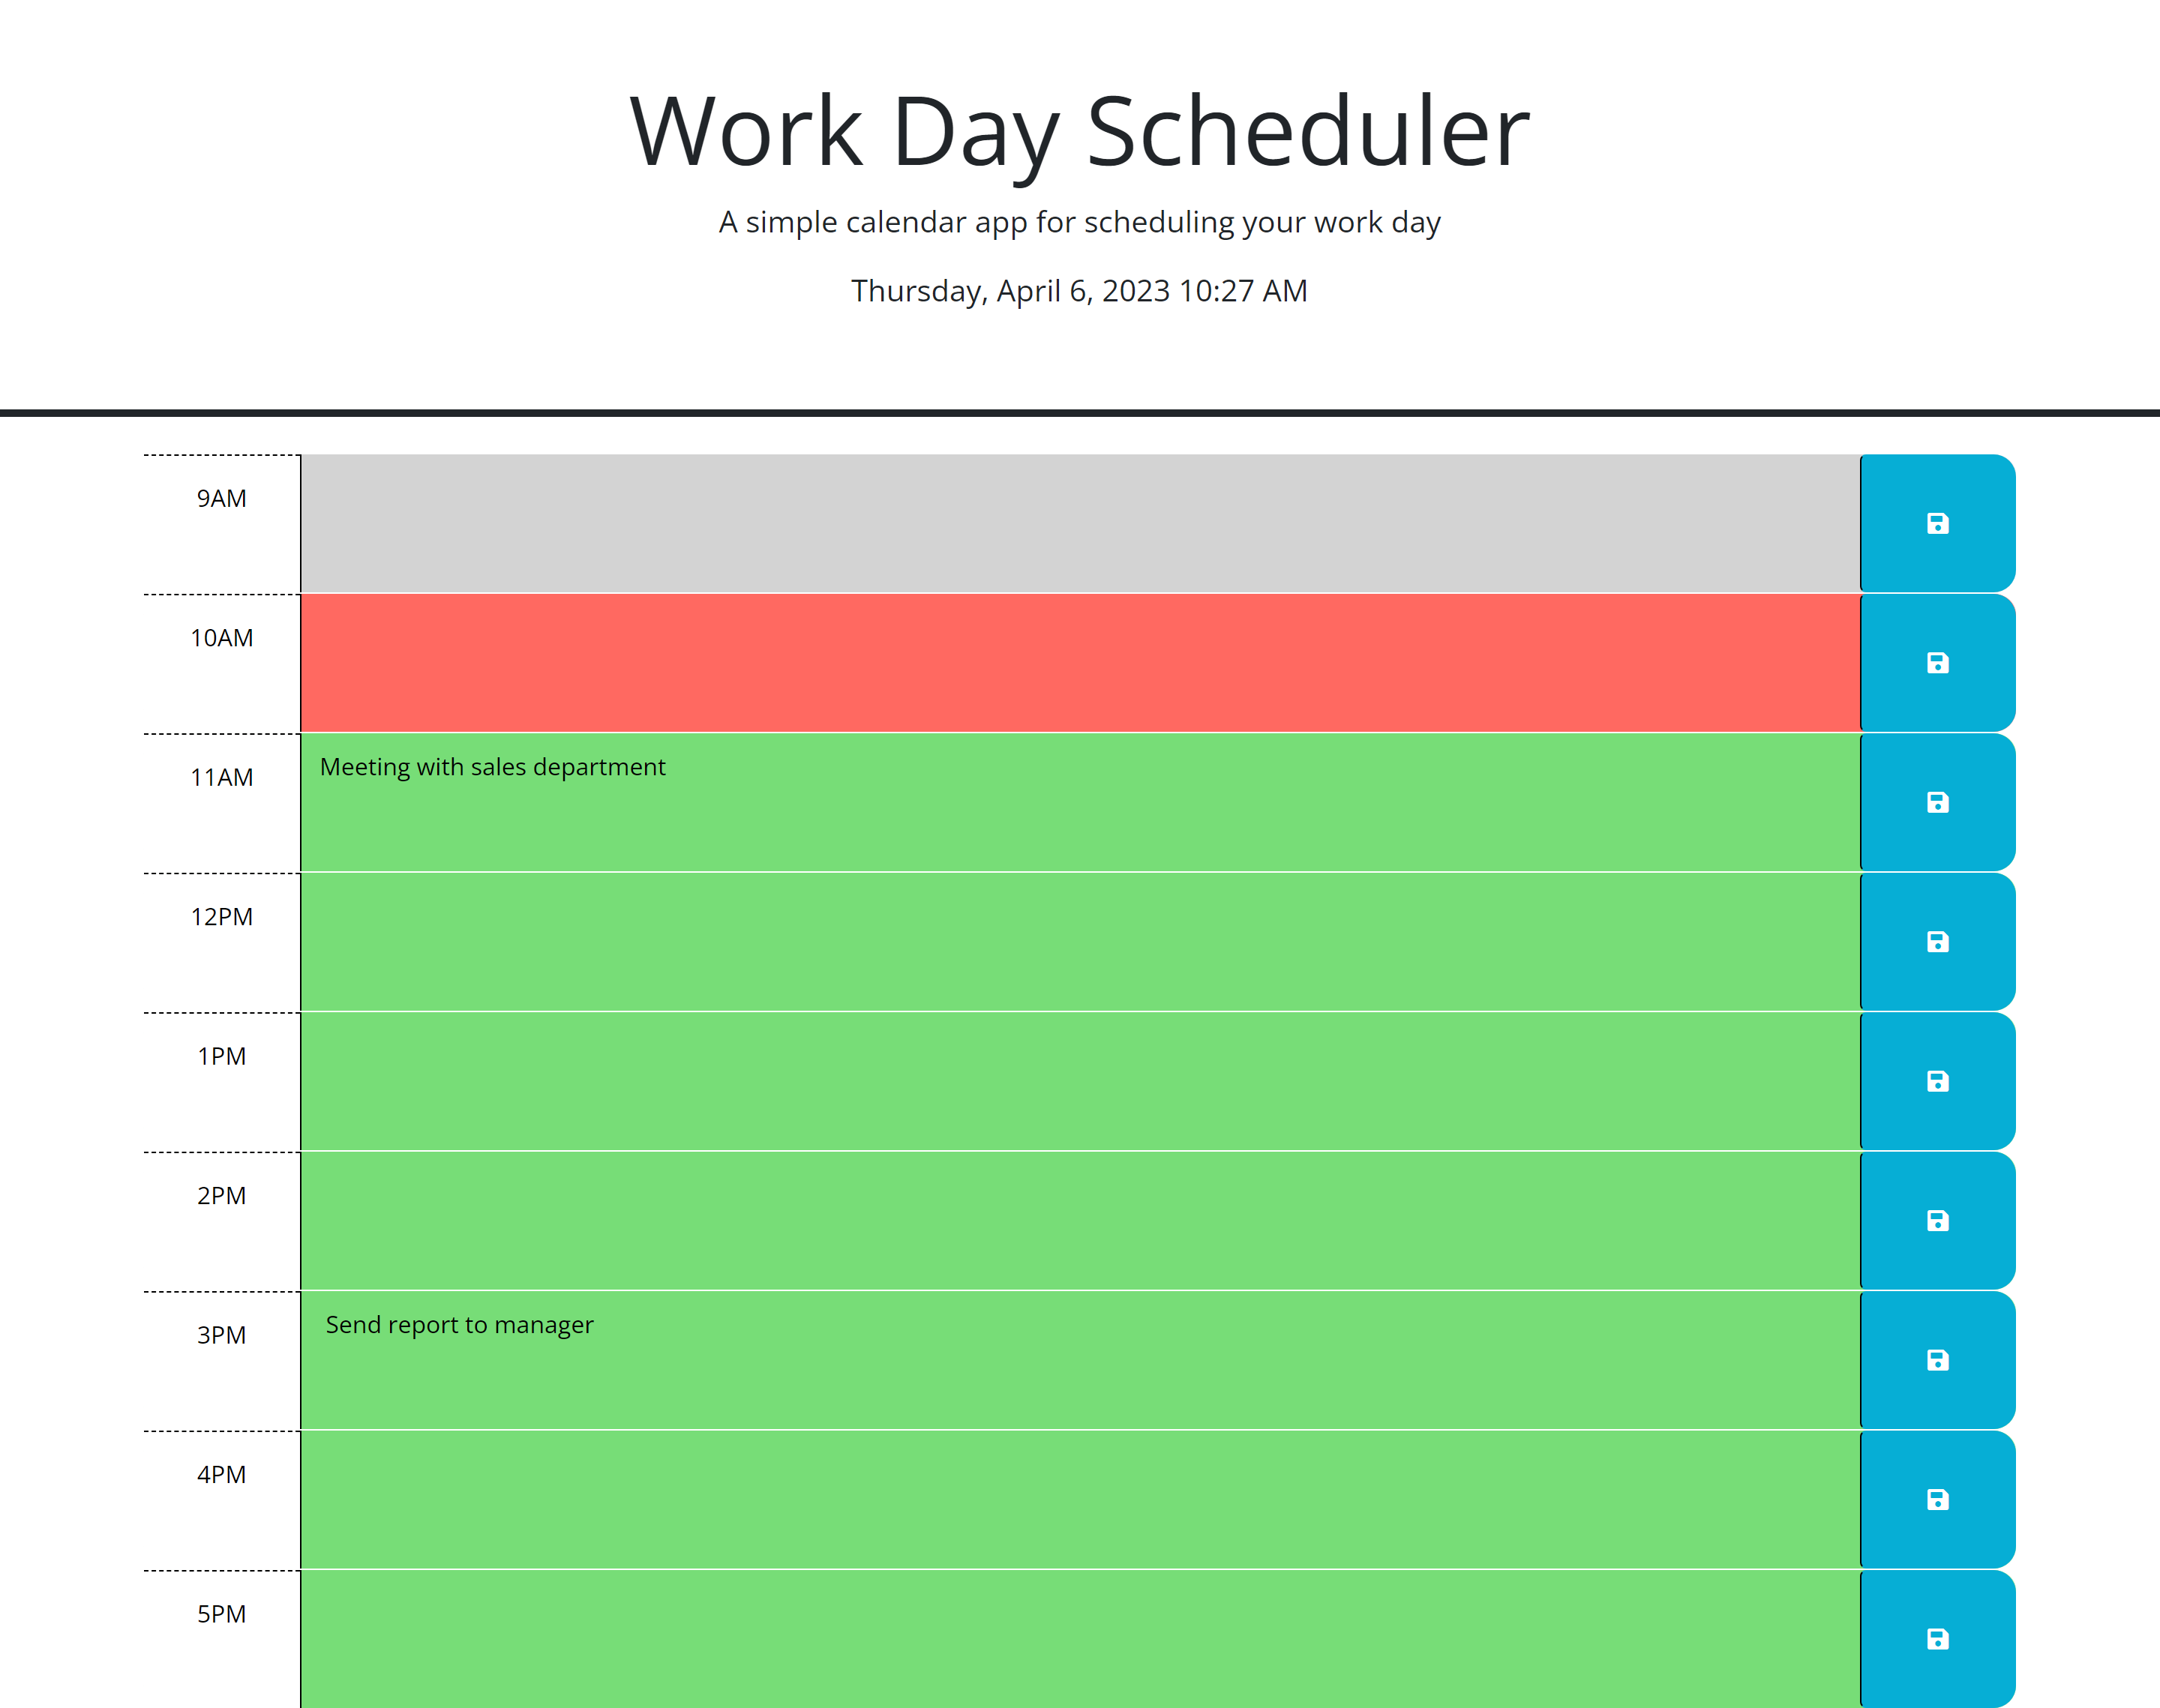 Work Day Scheduler
A simple calendar app for scheduling your work day
Thursday, April 6, 2023 10:27 AM
9AM
10AM
11AM
Meeting with sales department
12PM
1PM
2PM
3PM
Send report to manager
4PM
5PM